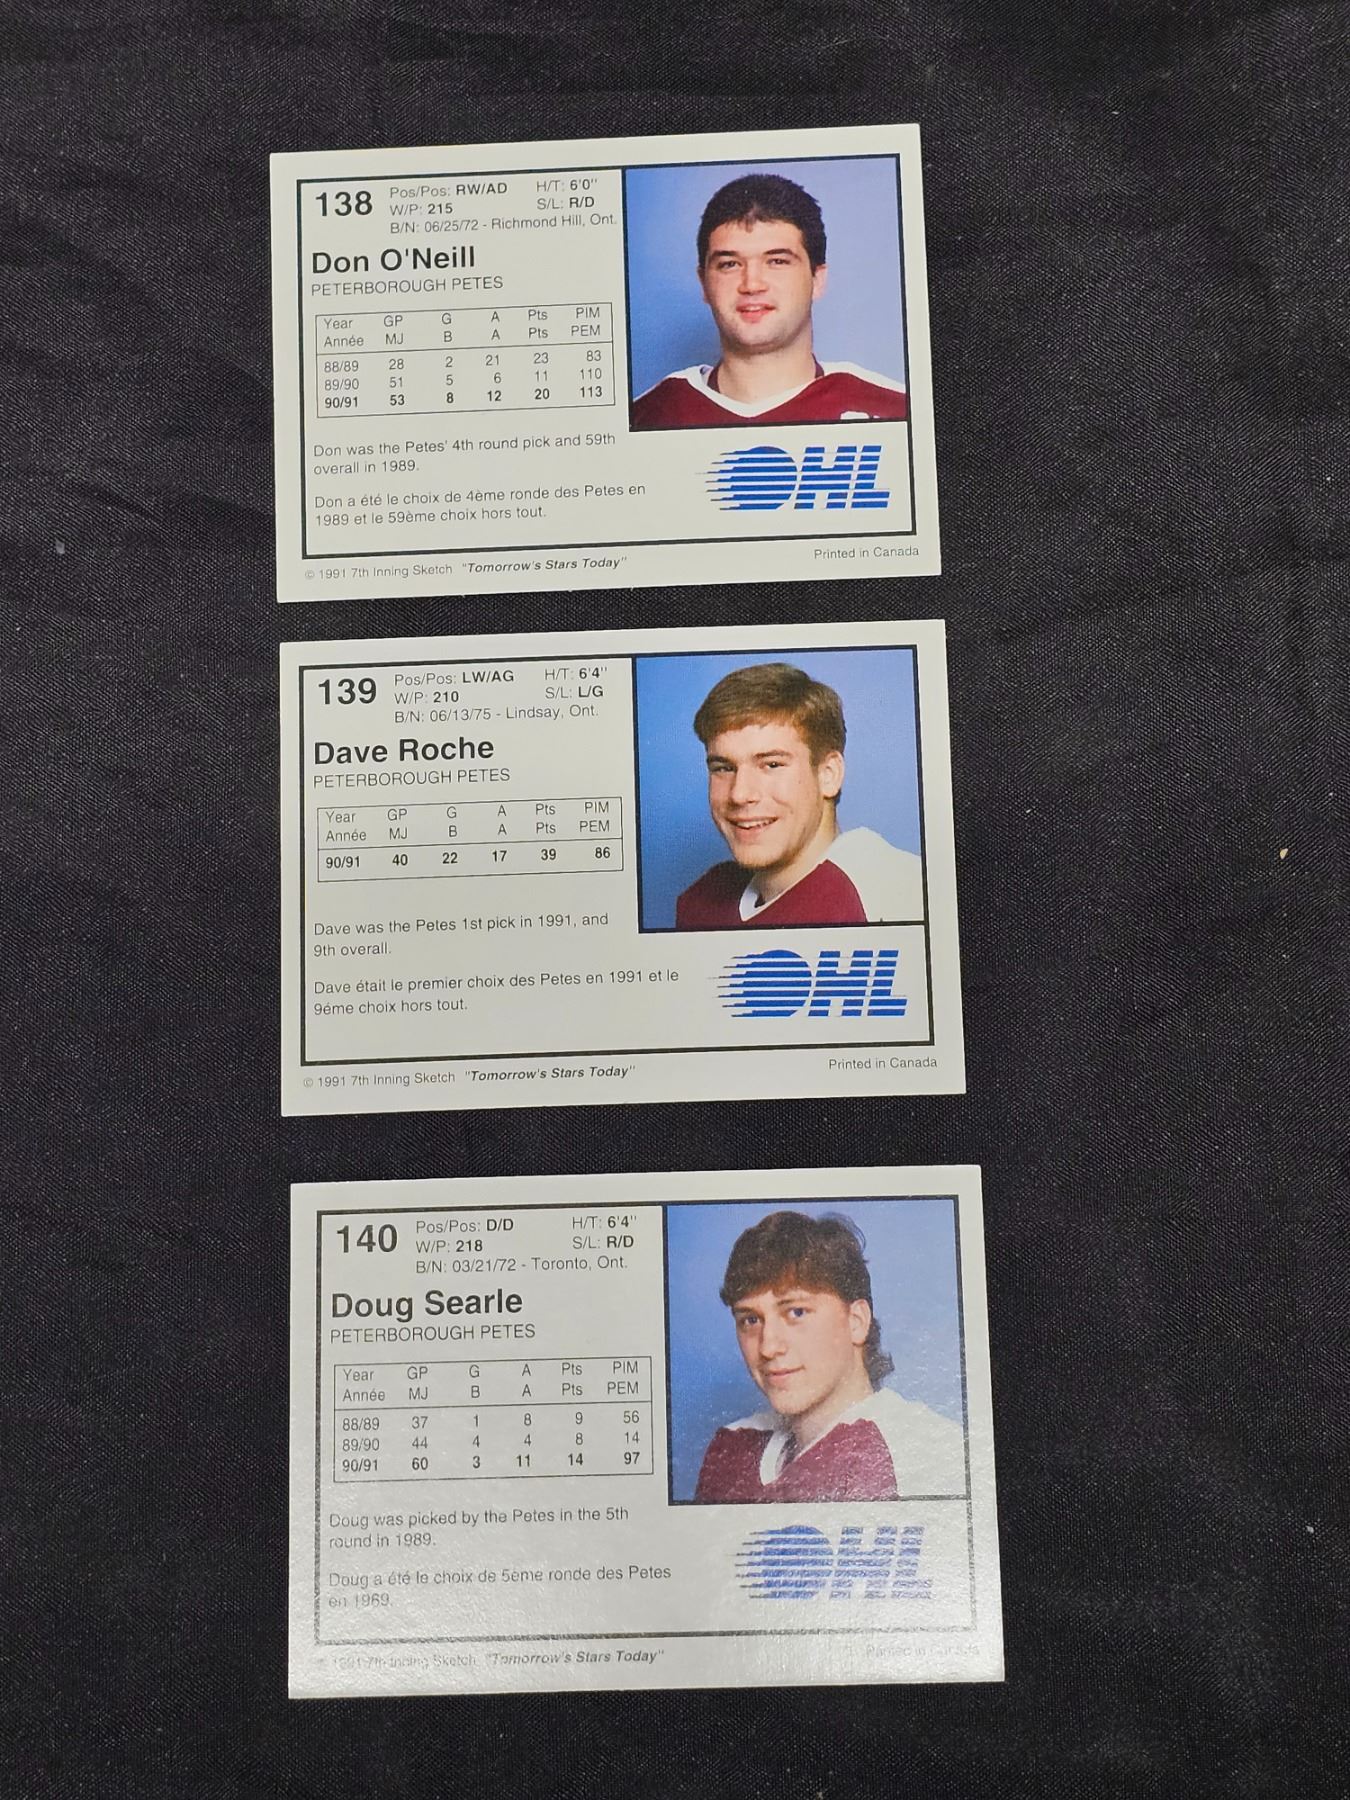 138 Pos/Pos: RW/AD H/T: 6'0"
W/P: 215 S/L: R/D
B/N: 06/25/72 - Richmond Hill, Ont.
Don O'Neill
PETERBOROUGH PETES
Year GP G A Pts PIM
Année MJ B A Pts PEM
88/89 28 2 21 23 83
89/90 51 5 6 11 110
90/91 53 8 12 20 113
Don was the Petes' 4th round pick and 59th
overall in 1989.
Don a été le choix de 4ème ronde des Petes en
1989 et le 59ème choix hors tout.
OHL
© 1991 7th Inning Sketch "Tomorrow's Stars Today" Printed in Canada
139 Pos/Pos: LW/AG H/T: 6'4"
W/P: 210 S/L: L/G
B/N: 06/13/75 - Lindsay, Ont.
Dave Roche
PETERBOROUGH PETES
Year GP G A Pts PIM
Année MJ B A Pts PEM
90/91 40 22 17 39 86
Dave was the Petes 1st pick in 1991, and
9th overall.
Dave était le premier choix des Petes en 1991 et le
9éme choix hors tout.
OHL
© 1991 7th Inning Sketch "Tomorrow's Stars Today" Printed in Canada
140 Pos/Pos: D/D H/T: 6'4"
W/P: 218 S/L: R/D
B/N: 03/21/72 - Toronto, Ont.
Doug Searle
PETERBOROUGH PETES
Year GP G A Pts PIM
Année MJ B A Pts PEM
88/89 37 1 8 9 56
89/90 44 4 4 8 14
90/91 60 3 11 14 97
Doug was picked by the Petes in the 5th
round in 1989.
Doug a été le choix de 5ème ronde des Petes
en 1989.
OHL
© 1991 7th Inning Sketch "Tomorrow's Stars Today" Printed in Canada